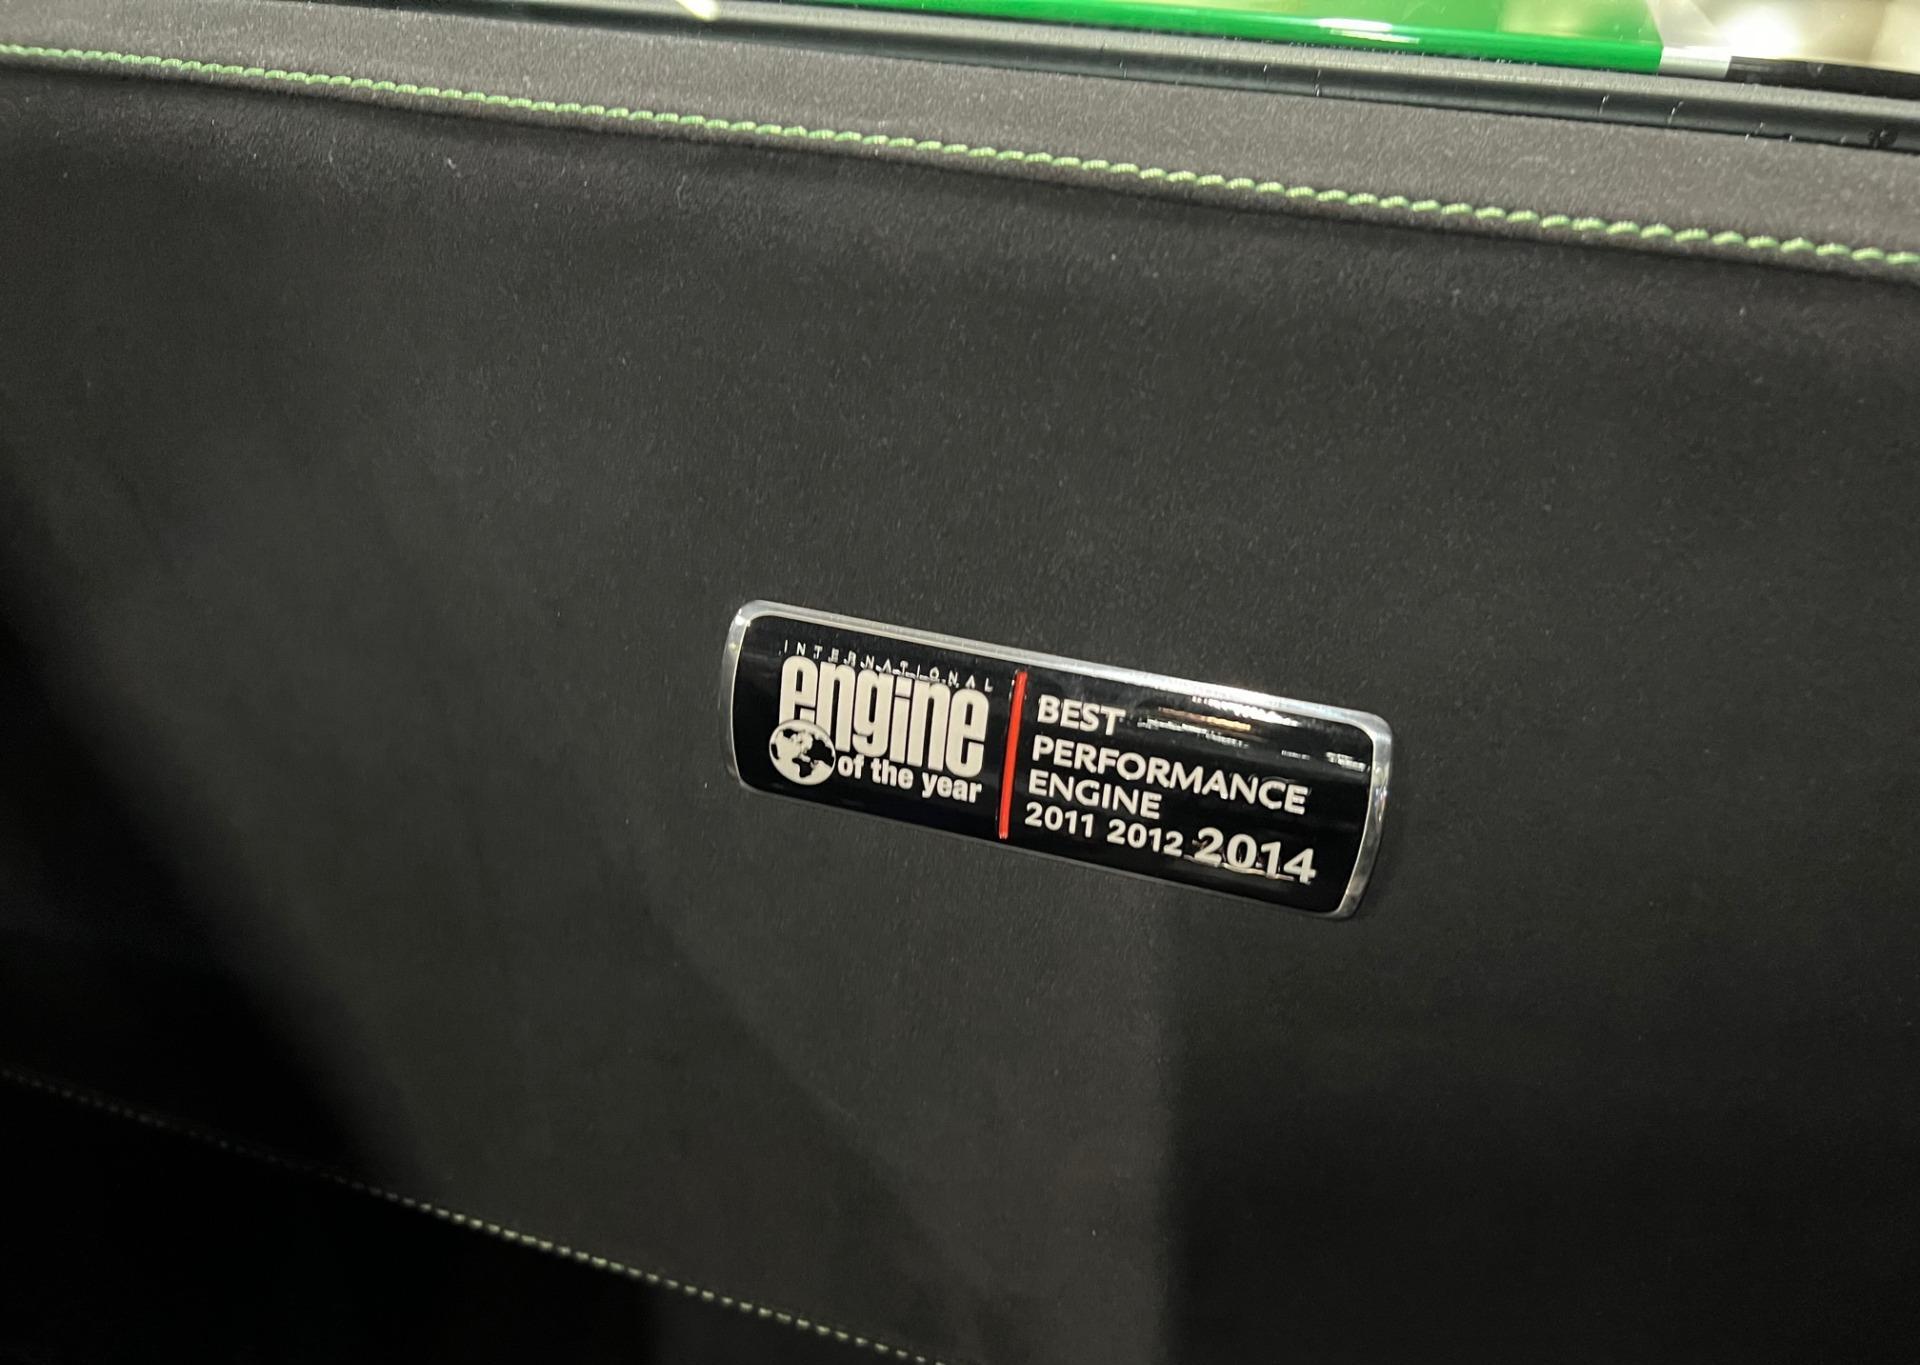 INTERNATIONAL
engine
of the year
BEST
PERFORMANCE
ENGINE
2011 2012 2014